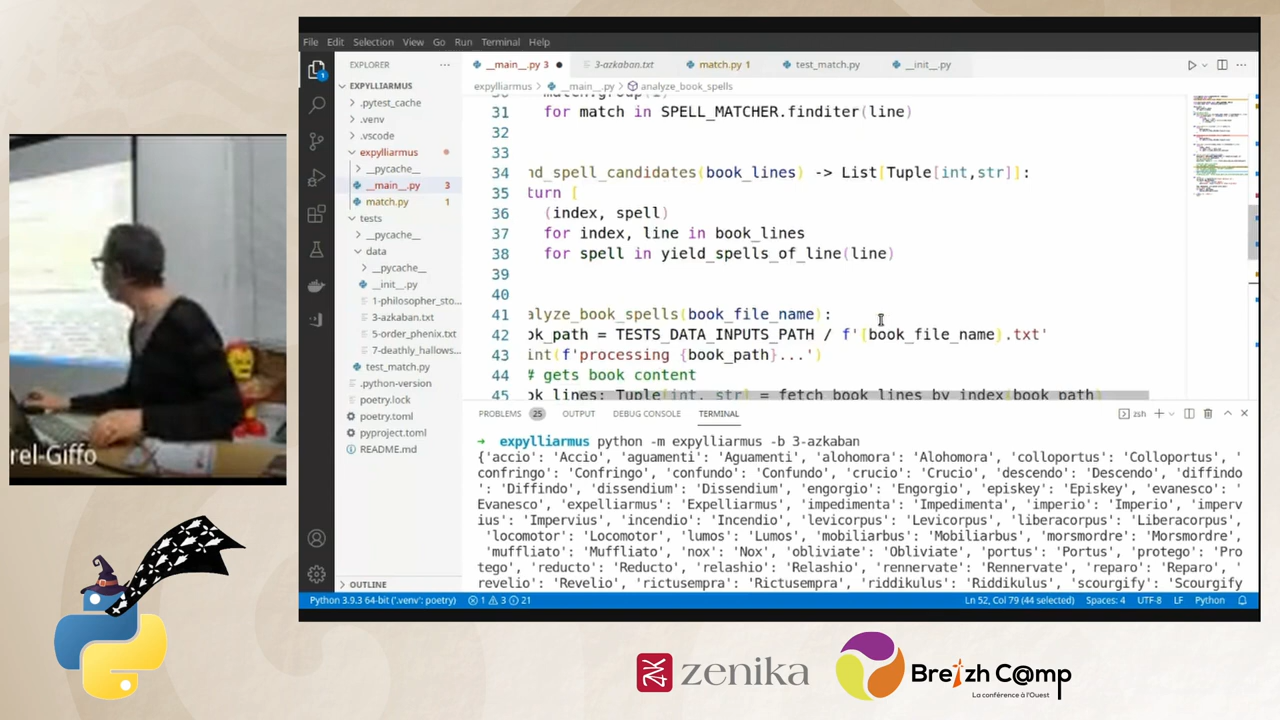 File Edit Selection View Go Run Terminal Help
EXPLORER ...
EXPYLLIARMUS
.pytest_cache
.venv
.vscode
expylliarmus
__pycache__
__main__.py 3
match.py 1
tests
__pycache__
data
__pycache__
__init__.py
1-philosopher_sto...
3-azkaban.txt
5-order_phenix.txt
7-deathly_hallows...
test_match.py
.python-version
poetry.lock
poetry.toml
pyproject.toml
README.md
OUTLINE
__main__.py 3 3-azkaban.txt match.py 1 test_match.py __init__.py
expylliarmus > __main__.py > analyze_book_spells
31 for match in SPELL_MATCHER.finditer(line)
32
33
34 nd_spell_candidates(book_lines) -> List[Tuple[int,str]]:
35 turn [
36 (index, spell)
37 for index, line in book_lines
38 for spell in yield_spells_of_line(line)
39
40
41 alyze_book_spells(book_file_name):
42 ok_path = TESTS_DATA_INPUTS_PATH / f'{book_file_name}.txt'
43 int(f'processing {book_path}...')
44 # gets book content
45 ok_lines: Tuple[int, str] = fetch_book_lines_by_index(book_path)
PROBLEMS 25 OUTPUT DEBUG CONSOLE TERMINAL zsh
➜ expylliarmus python -m expylliarmus -b 3-azkaban
{'accio': 'Accio', 'aguamenti': 'Aguamenti', 'alohomora': 'Alohomora', 'colloportus': 'Colloportus', '
confringo': 'Confringo', 'confundo': 'Confundo', 'crucio': 'Crucio', 'descendo': 'Descendo', 'diffindo
': 'Diffindo', 'dissendium': 'Dissendium', 'engorgio': 'Engorgio', 'episkey': 'Episkey', 'evanesco': '
Evanesco', 'expelliarmus': 'Expelliarmus', 'impedimenta': 'Impedimenta', 'imperio': 'Imperio', 'imperv
ius': 'Impervius', 'incendio': 'Incendio', 'levicorpus': 'Levicorpus', 'liberacorpus': 'Liberacorpus',
'locomotor': 'Locomotor', 'lumos': 'Lumos', 'mobiliarbus': 'Mobiliarbus', 'morsmordre': 'Morsmordre',
'muffliato': 'Muffliato', 'nox': 'Nox', 'obliviate': 'Obliviate', 'portus': 'Portus', 'protego': 'Pro
tego', 'reducto': 'Reducto', 'relashio': 'Relashio', 'rennervate': 'Rennervate', 'reparo': 'Reparo',
'revelio': 'Revelio', 'rictusempra': 'Rictusempra', 'riddikulus': 'Riddikulus', 'scourgify': 'Scourgify
Python 3.9.3 64-bit ('.venv': poetry) 1 3 21 Ln 52, Col 79 (44 selected) Spaces: 4 UTF-8 LF Python
rel-Giffo
zenika
Breizh C@mp
La conférence à l'Ouest